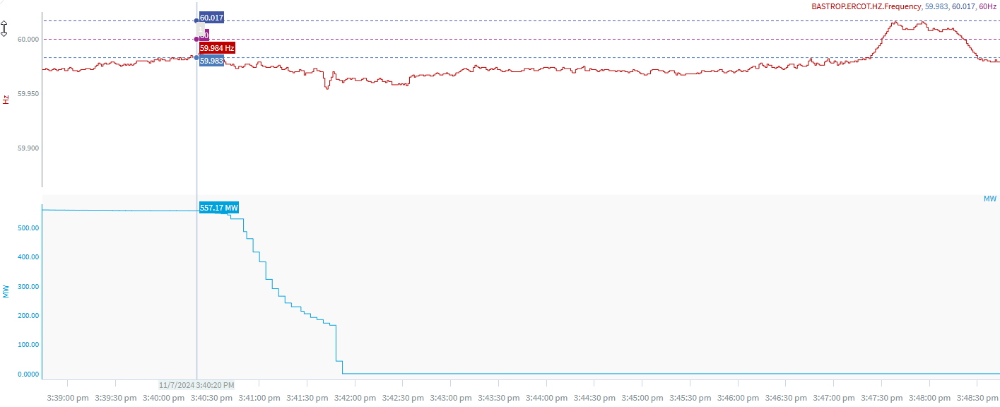 BASTROP.ERCOT.HZ.Frequency, 59.983, 60.017, 60Hz
60.017
60.000
59.984 Hz
59.983
59.950
Hz
59.900
MW
557.17 MW
500.00
400.00
300.00
MW
200.00
100.00
0.0000
11/7/2024 3:40:20 PM
3:39:00 pm 3:39:30 pm 3:40:00 pm 3:40:30 pm 3:41:00 pm 3:41:30 pm 3:42:00 pm 3:42:30 pm 3:43:00 pm 3:43:30 pm 3:44:00 pm 3:44:30 pm 3:45:00 pm 3:45:30 pm 3:46:00 pm 3:46:30 pm 3:47:00 pm 3:47:30 pm 3:48:00 pm 3:48:30 pm